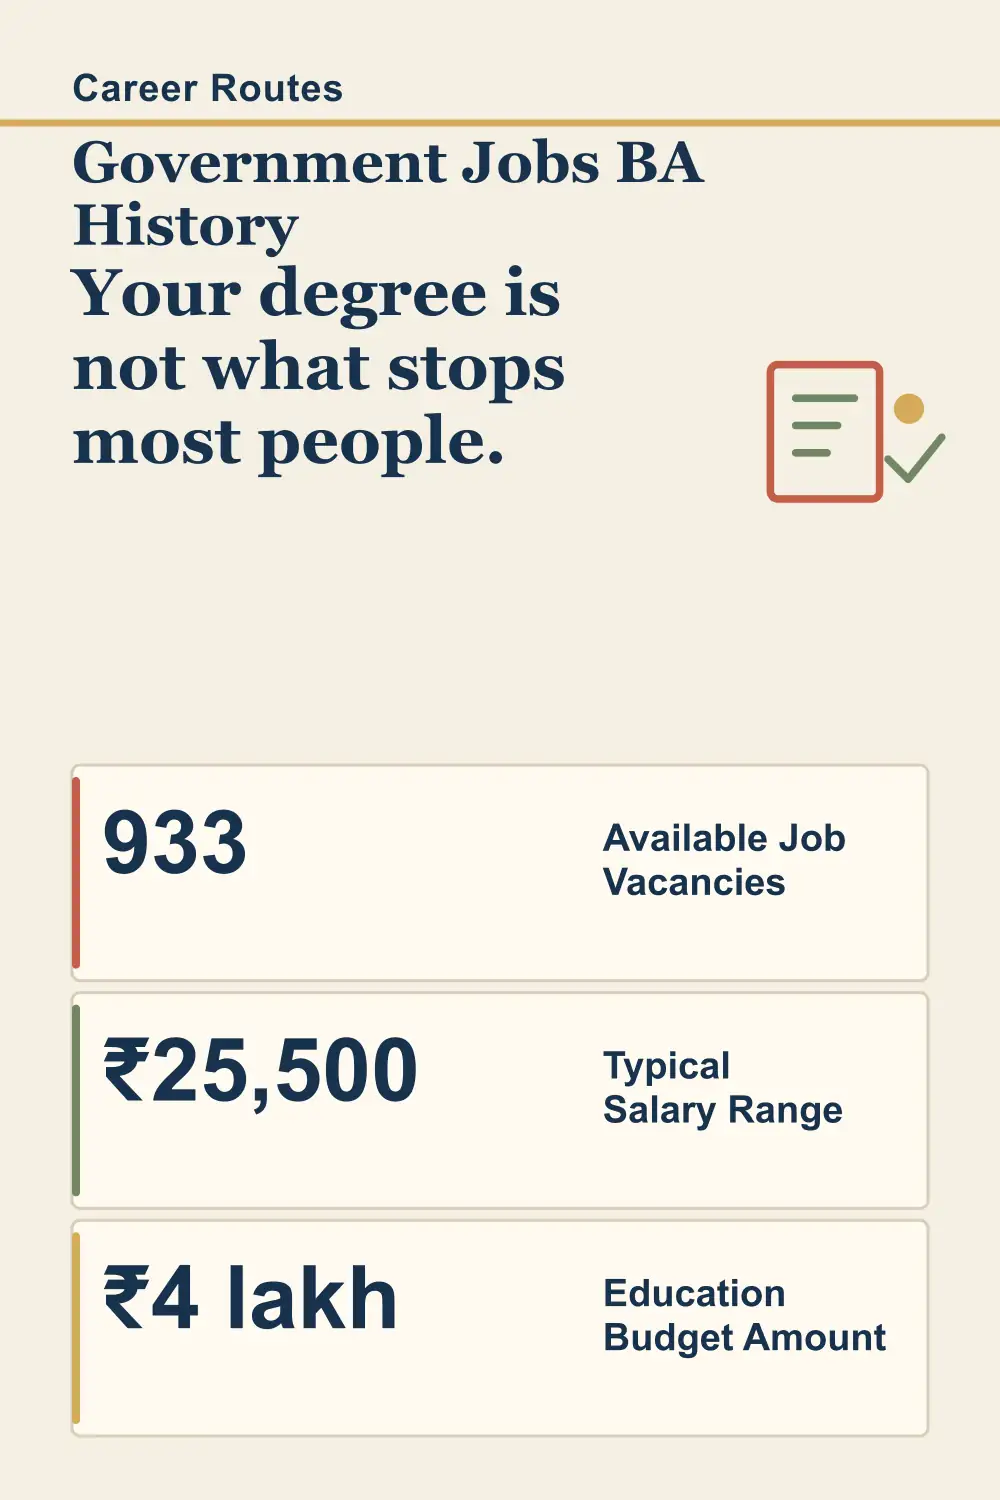 Career Routes
Government Jobs BA
History
Your degree is
not what stops
most people.
933
Available Job
Vacancies
₹25,500
Typical
Salary Range
₹4 lakh
Education
Budget Amount